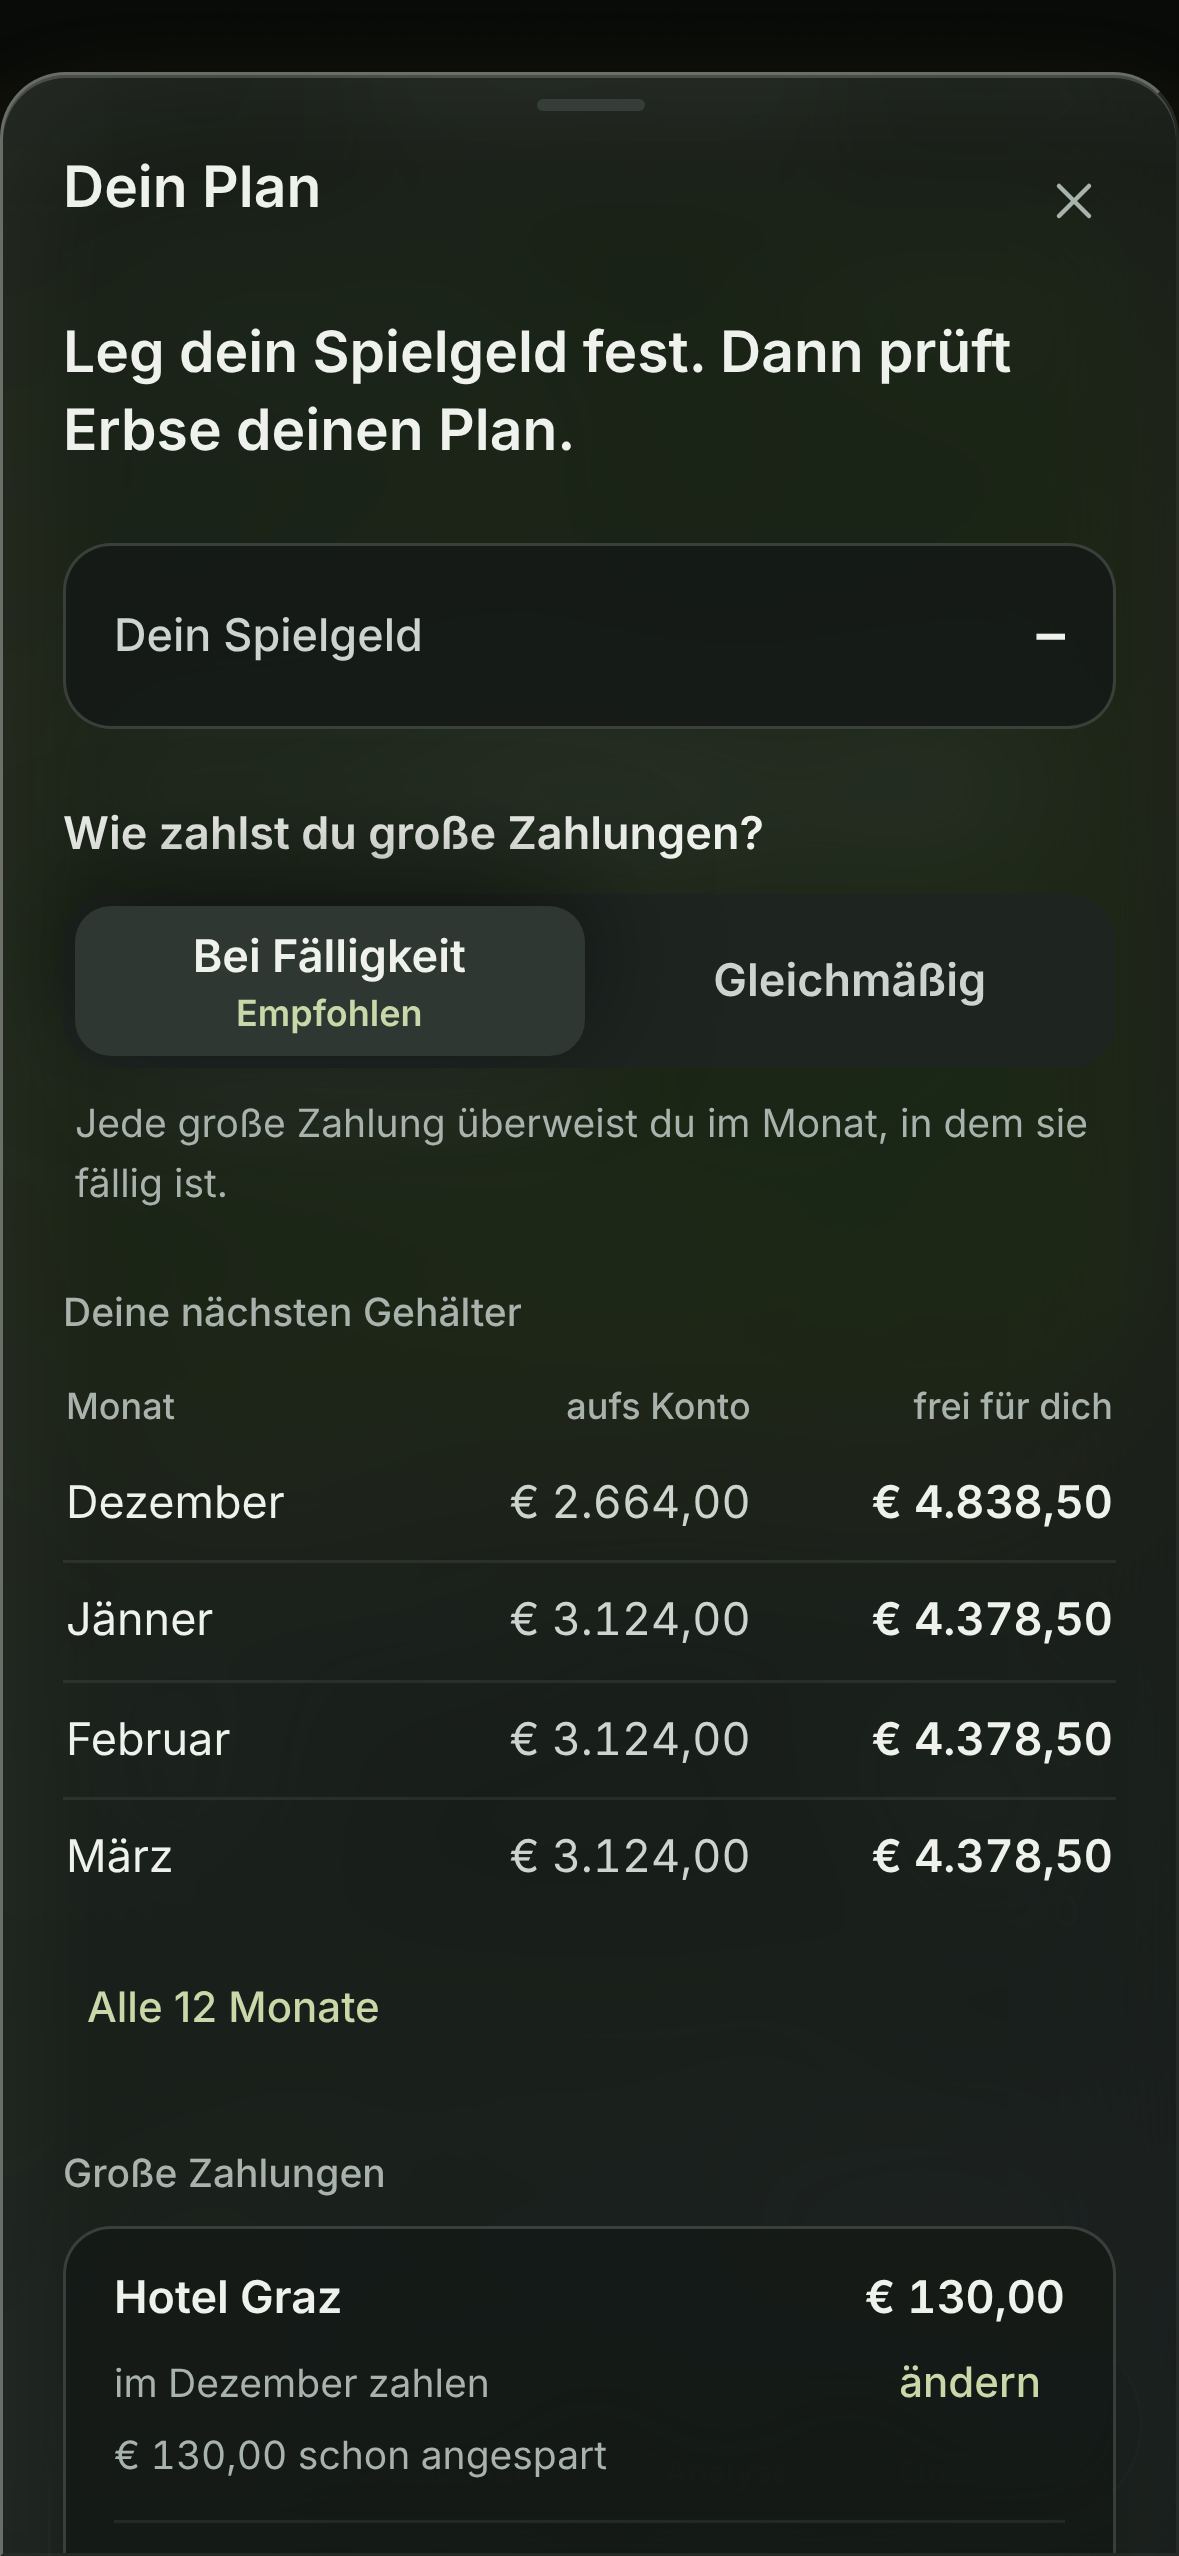 Dein Plan
Leg dein Spielgeld fest. Dann prüft
Erbse deinen Plan.
Dein Spielgeld –
Wie zahlst du große Zahlungen?
Bei Fälligkeit
Empfohlen
Gleichmäßig
Jede große Zahlung überweist du im Monat, in dem sie
fällig ist.
Deine nächsten Gehälter
Monat aufs Konto frei für dich
Dezember € 2.664,00 € 4.838,50
Jänner € 3.124,00 € 4.378,50
Februar € 3.124,00 € 4.378,50
März € 3.124,00 € 4.378,50
Alle 12 Monate
Große Zahlungen
Hotel Graz € 130,00
im Dezember zahlen ändern
€ 130,00 schon angespart